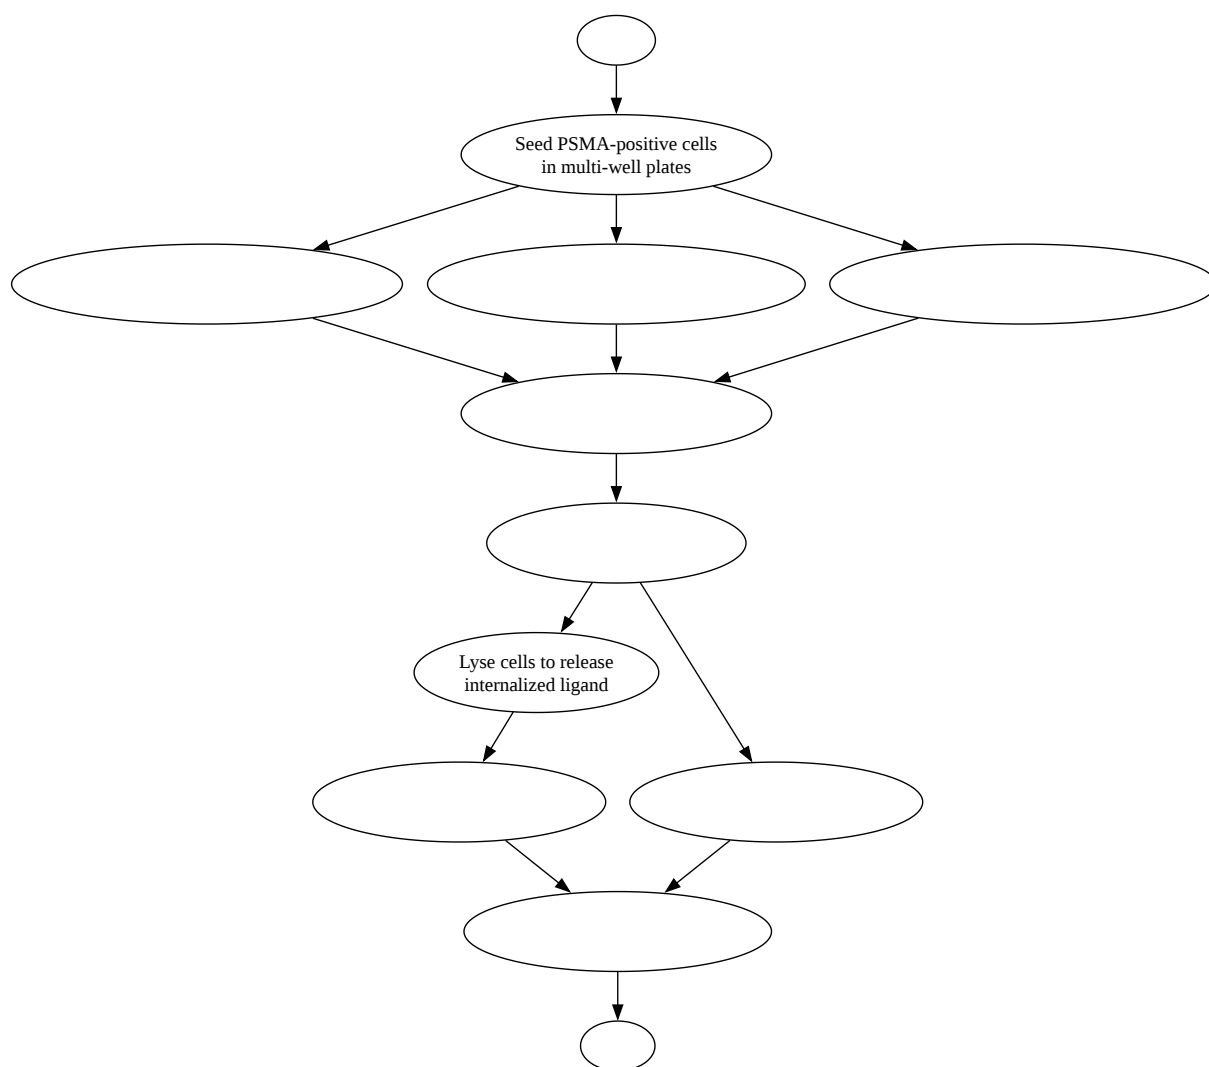 Seed PSMA-positive cells
in multi-well plates
Lyse cells to release
internalized ligand